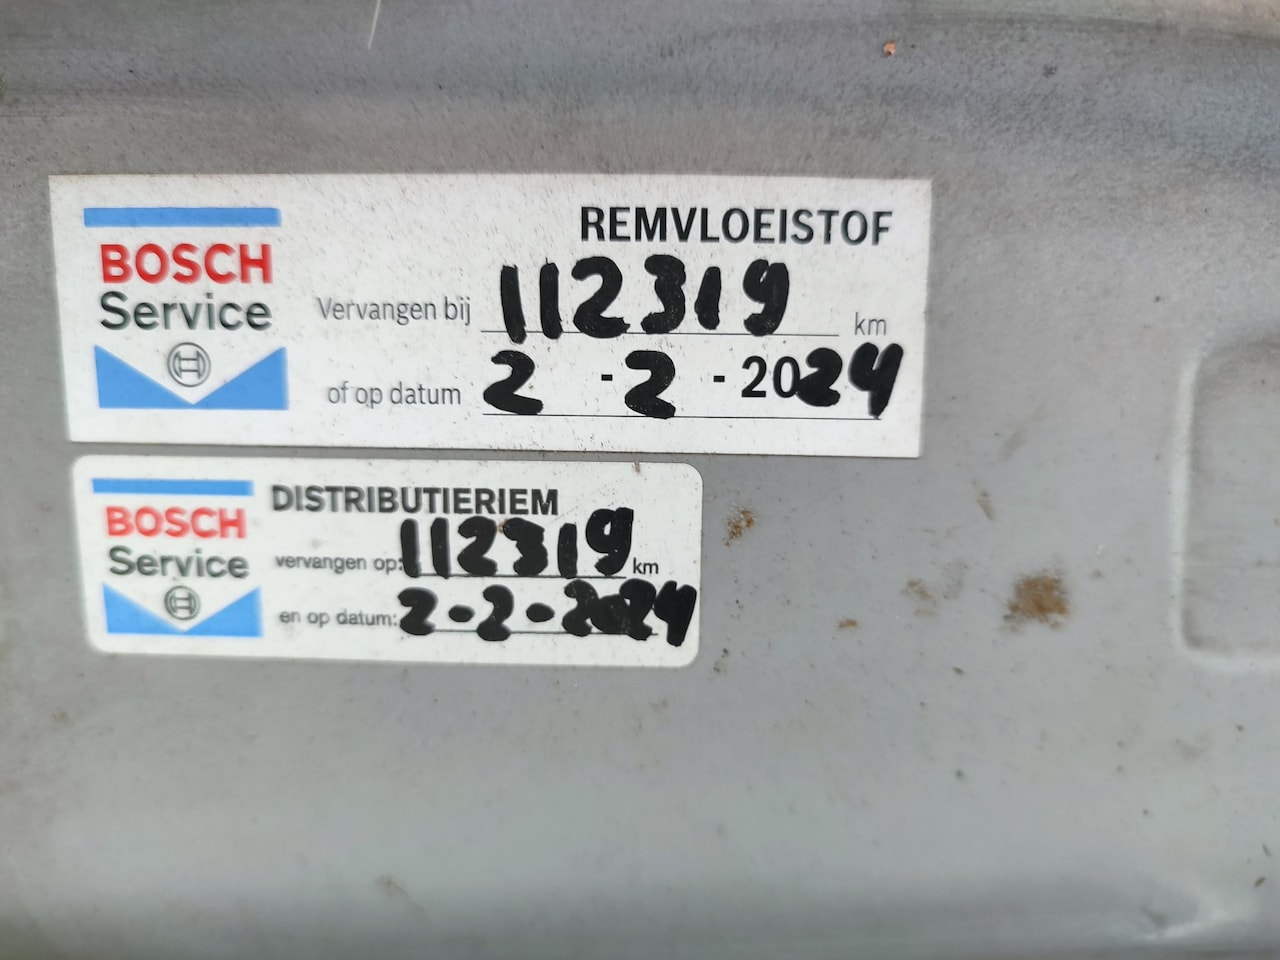 BOSCH
Service
REMVLOEISTOF
Vervangen bij 112319 km
of op datum 2 - 2 - 2024
BOSCH
Service
DISTRIBUTIERIEM
vervangen op: 112319 km
en op datum: 2-2-2024